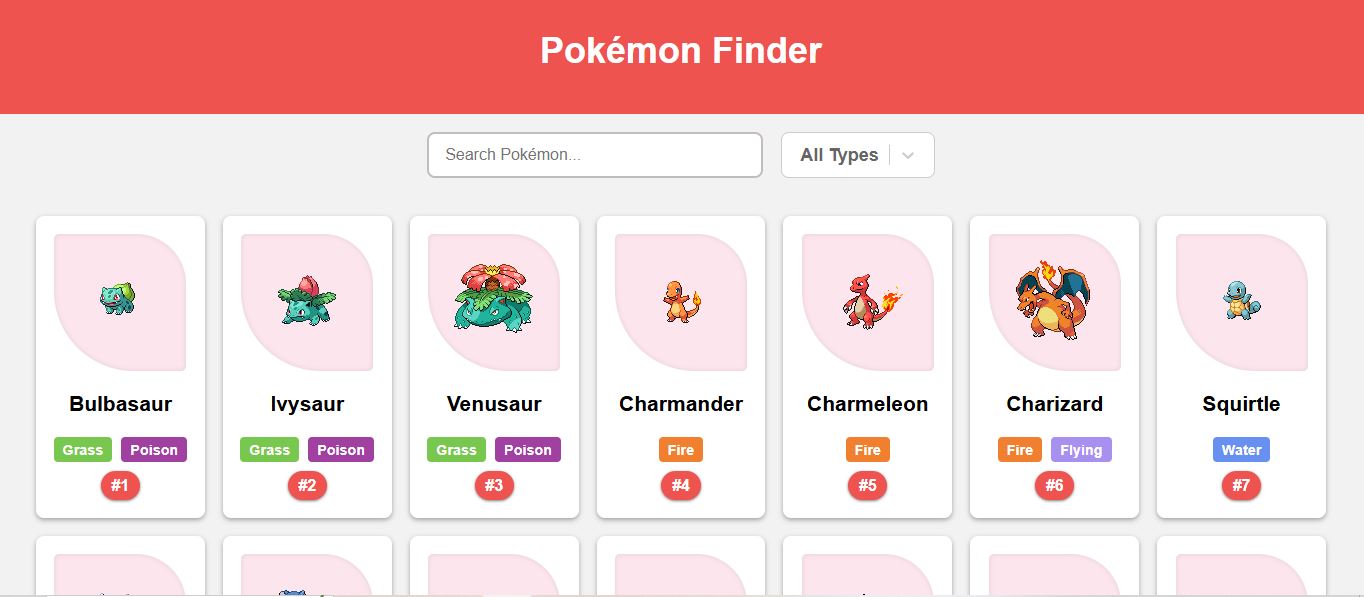 Pokémon Finder
Search Pokémon...
All Types
Bulbasaur
Grass Poison
#1
Ivysaur
Grass Poison
#2
Venusaur
Grass Poison
#3
Charmander
Fire
#4
Charmeleon
Fire
#5
Charizard
Fire Flying
#6
Squirtle
Water
#7